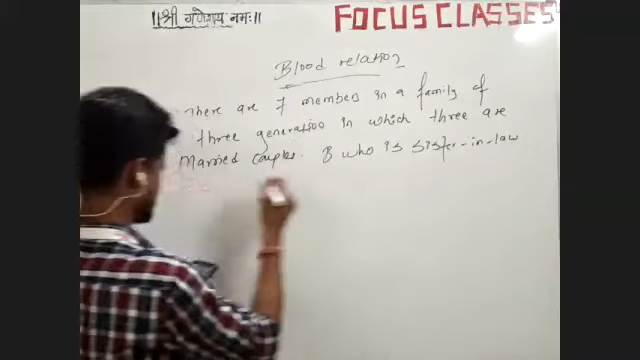 ||श्री गणेशाय नमः||
FOCUS CLASSES
Blood relation
There are 7 members in a family of
three generation in which three are
Married couples. B who is sister-in-law